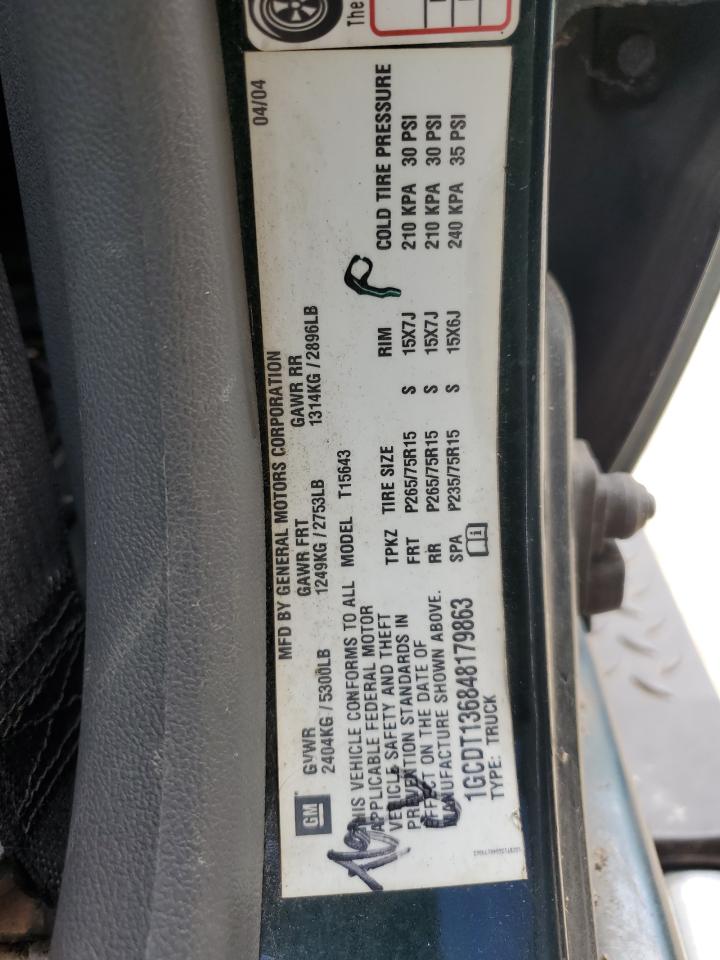 The
04/04
MFD BY GENERAL MOTORS CORPORATION
GM
GVWR GAWR FRT GAWR RR
2404KG / 5300LB 1249KG / 2753LB 1314KG / 2896LB
THIS VEHICLE CONFORMS TO ALL
APPLICABLE FEDERAL MOTOR
VEHICLE SAFETY AND THEFT
PREVENTION STANDARDS IN
EFFECT ON THE DATE OF
MANUFACTURE SHOWN ABOVE.
1GCDT136848179863
TYPE: TRUCK
MODEL T15643
P
TPKZ TIRE SIZE RIM COLD TIRE PRESSURE
FRT P265/75R15 S 15X7J 210 KPA 30 PSI
RR P265/75R15 S 15X7J 210 KPA 30 PSI
SPA P235/75R15 S 15X6J 240 KPA 35 PSI